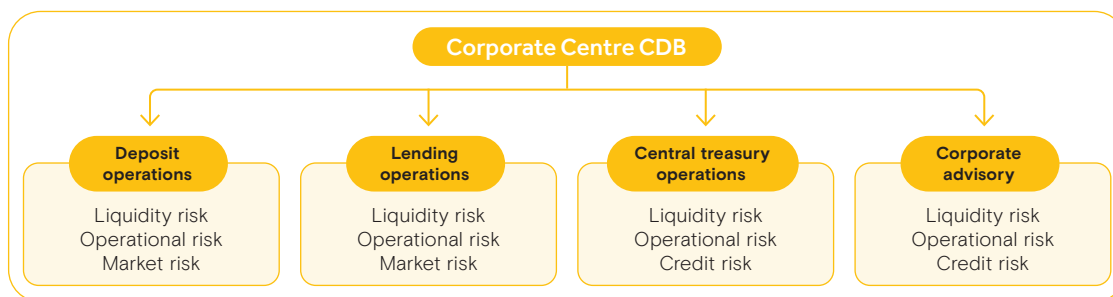 Corporate Centre CDB
Deposit
operations
Liquidity risk
Operational risk
Market risk
Lending
operations
Liquidity risk
Operational risk
Market risk
Central treasury
operations
Liquidity risk
Operational risk
Credit risk
Corporate
advisory
Liquidity risk
Operational risk
Credit risk